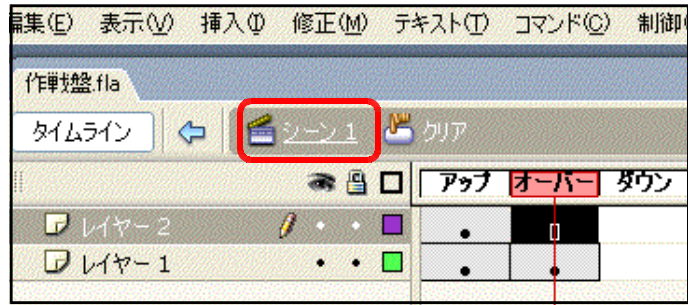 編集(E) 表示(V) 挿入(I) 修正(M) テキスト(T) コマンド(C) 制御
作戦盤.fla
タイムライン シーン 1 クリア
アップ オーバー ダウン
レイヤー 2
レイヤー 1